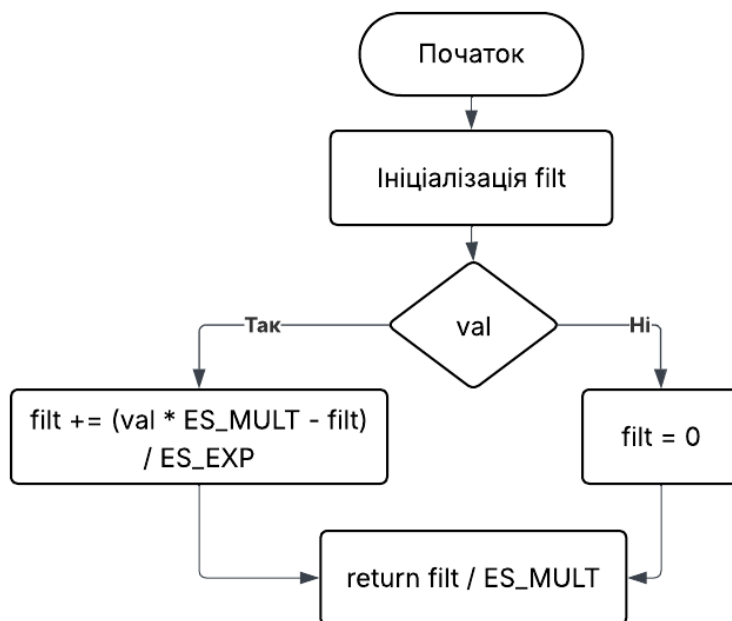 Початок
Ініціалізація filt
val
Так
Ні
filt += (val * ES_MULT - filt)
/ ES_EXP
filt = 0
return filt / ES_MULT